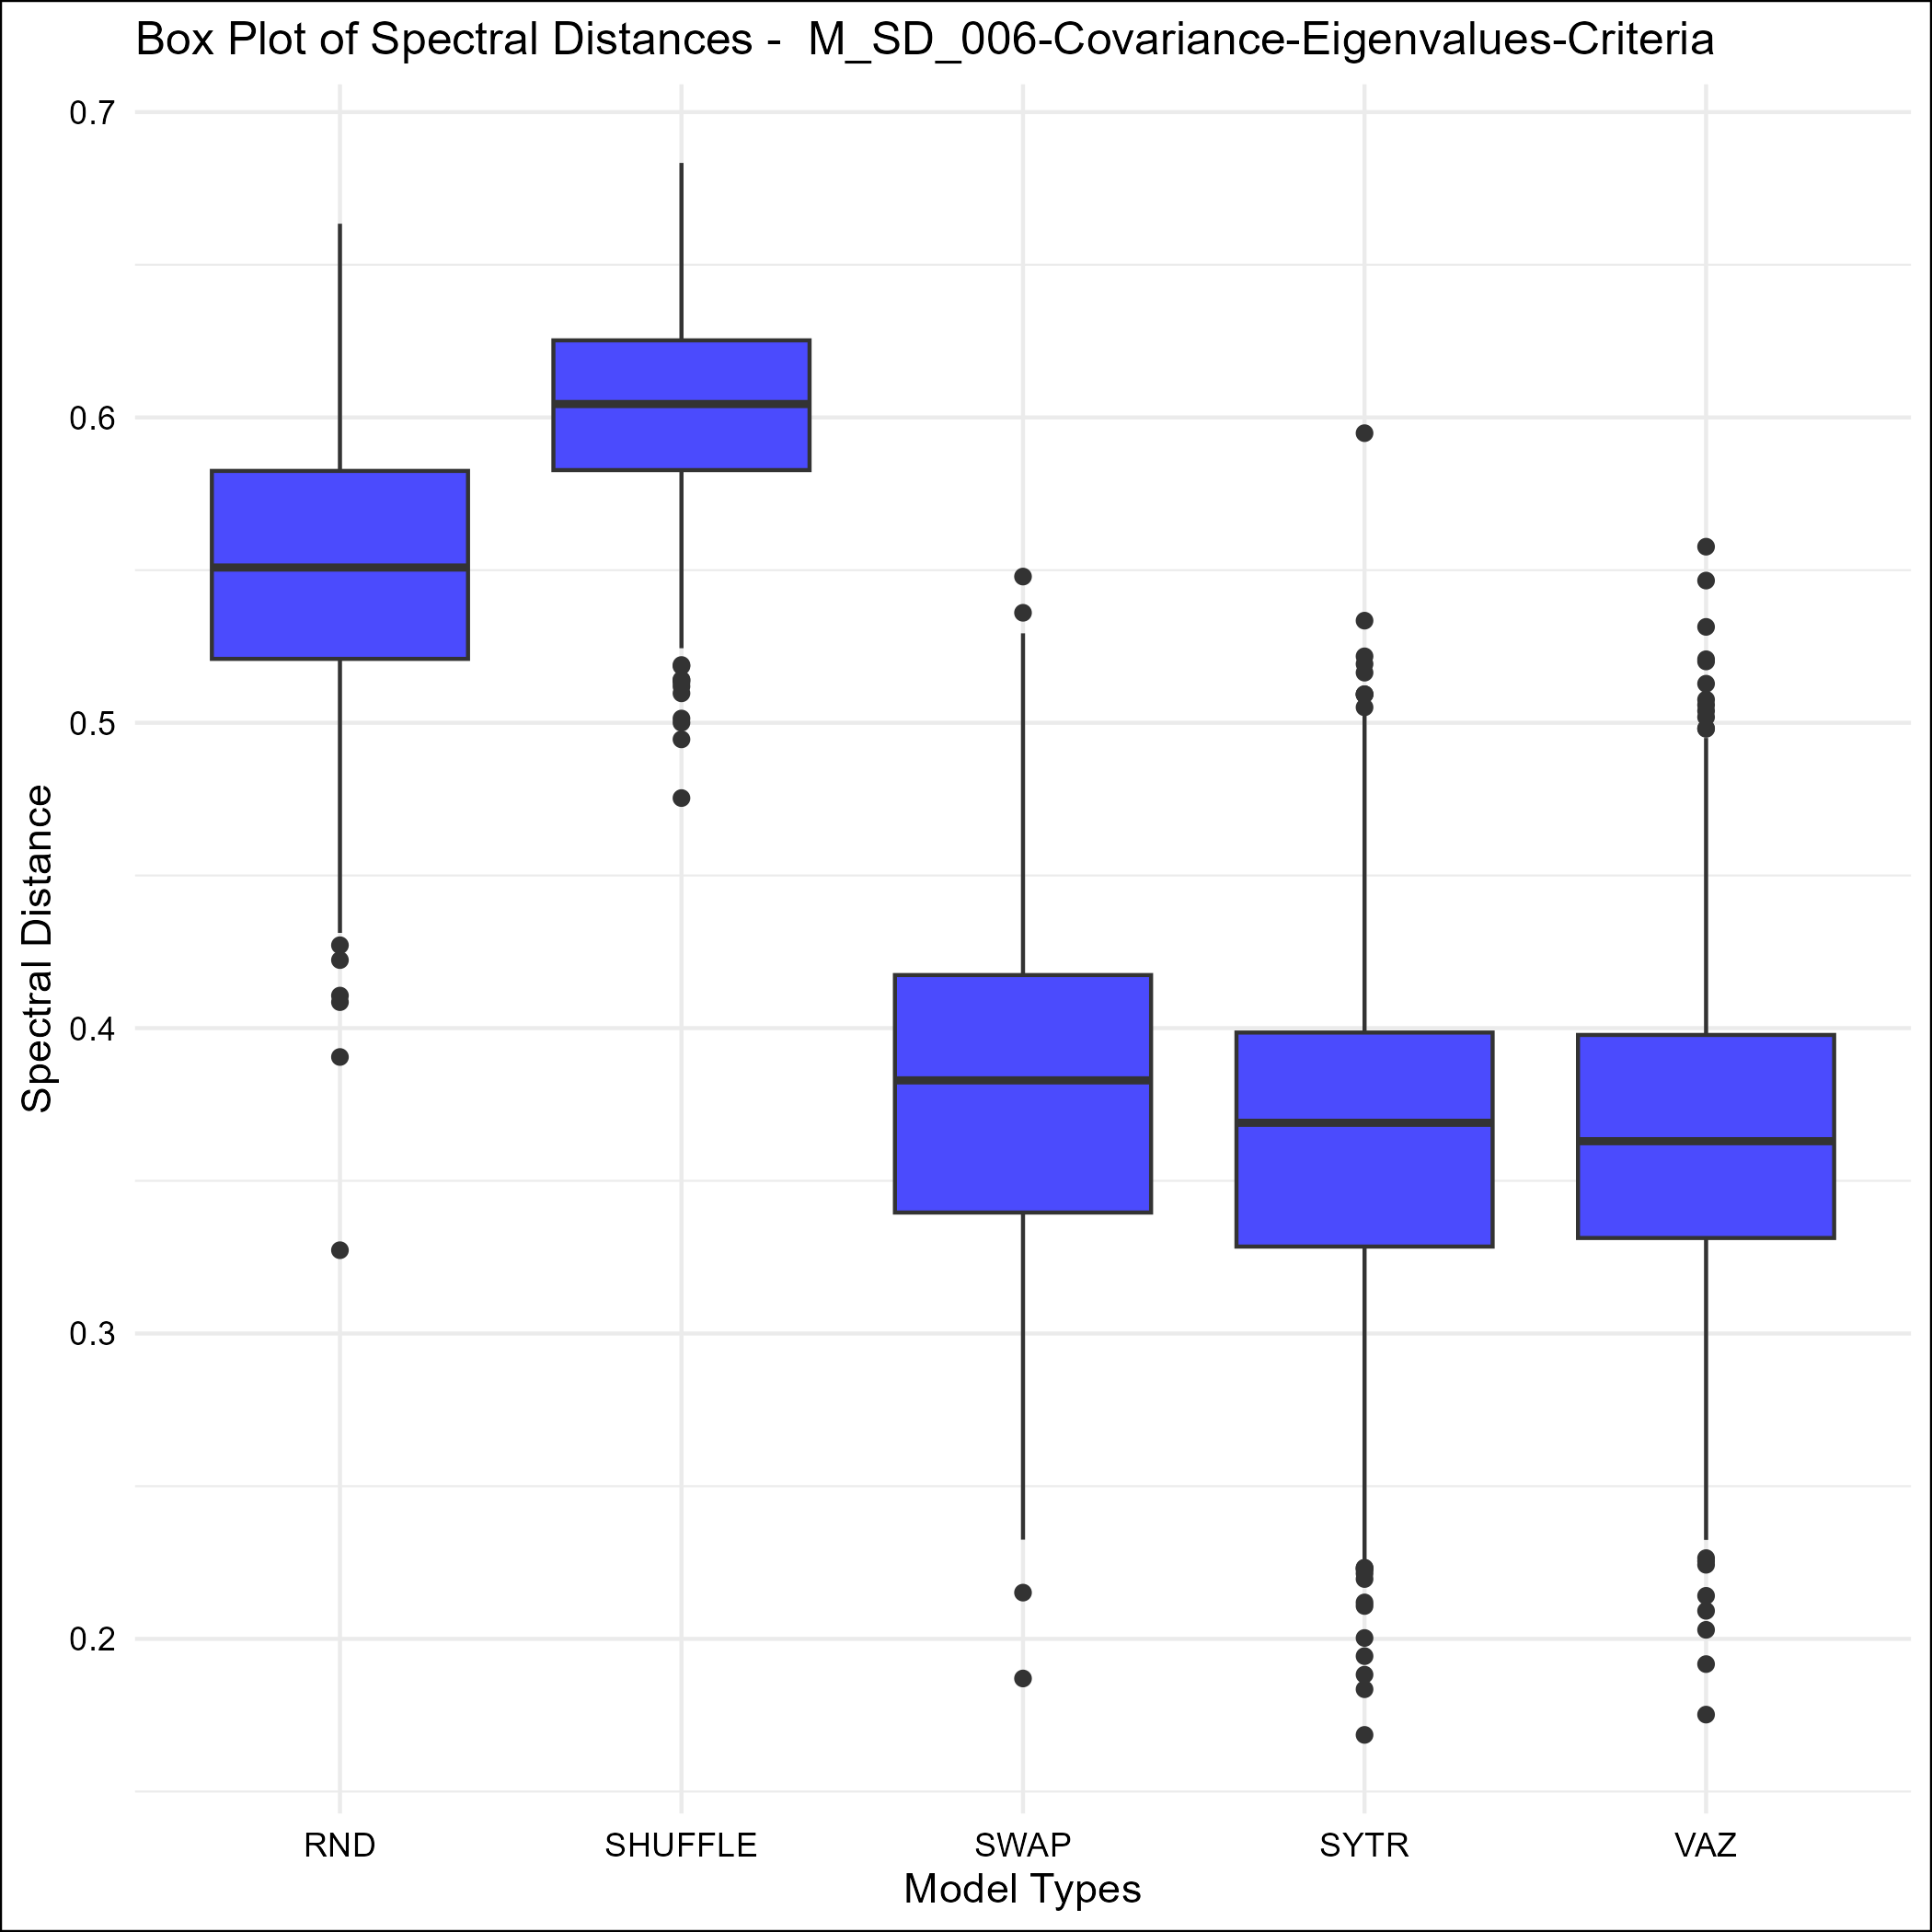 Box Plot of Spectral Distances -  M_SD_006-Covariance-Eigenvalues-Criteria
Spectral Distance
0.7
0.6
0.5
0.4
0.3
0.2
RND SHUFFLE SWAP SYTR VAZ
Model Types